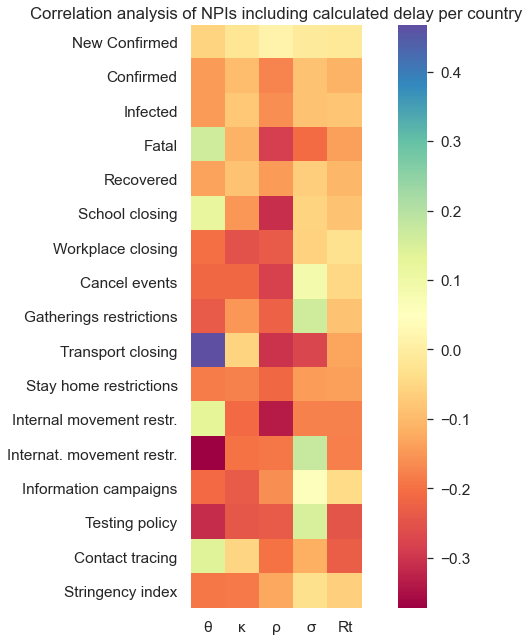 Correlation analysis of NPIs including calculated delay per country
New Confirmed
Confirmed
Infected
Fatal
Recovered
School closing
Workplace closing
Cancel events
Gatherings restrictions
Transport closing
Stay home restrictions
Internal movement restr.
Internat. movement restr.
Information campaigns
Testing policy
Contact tracing
Stringency index
θ κ ρ σ Rt
0.4
0.3
0.2
0.1
0.0
−0.1
−0.2
−0.3